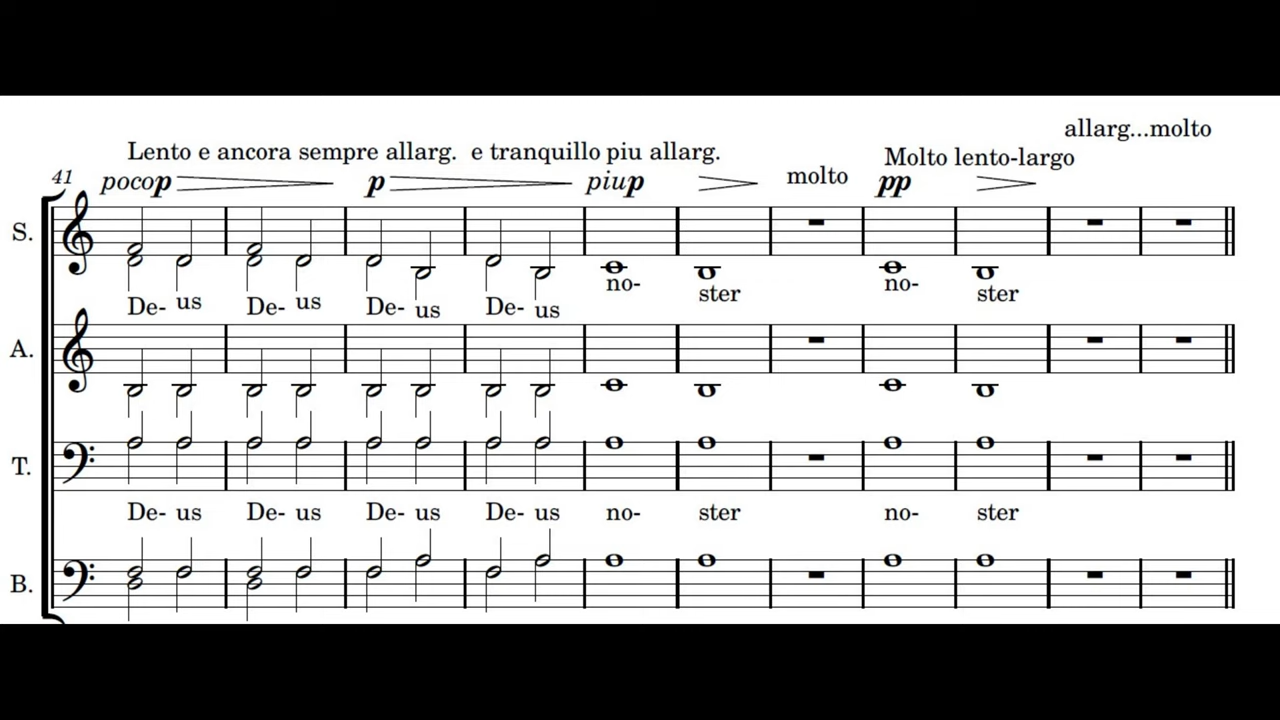 allarg...molto
Lento e ancora sempre allarg. e tranquillo piu allarg. Molto lento-largo
41 poco p p piu p molto pp
S.
De- us De- us De- us De- us no- ster no- ster
A.
T.
De- us De- us De- us De- us no- ster no- ster
B.